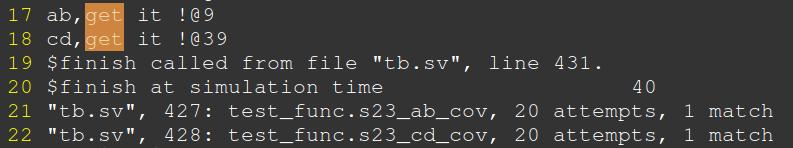 17 ab,get it !@9
18 cd,get it !@39
19 $finish called from file "tb.sv", line 431.
20 $finish at simulation time                   40
21 "tb.sv", 427: test_func.s23_ab_cov, 20 attempts, 1 match
22 "tb.sv", 428: test_func.s23_cd_cov, 20 attempts, 1 match